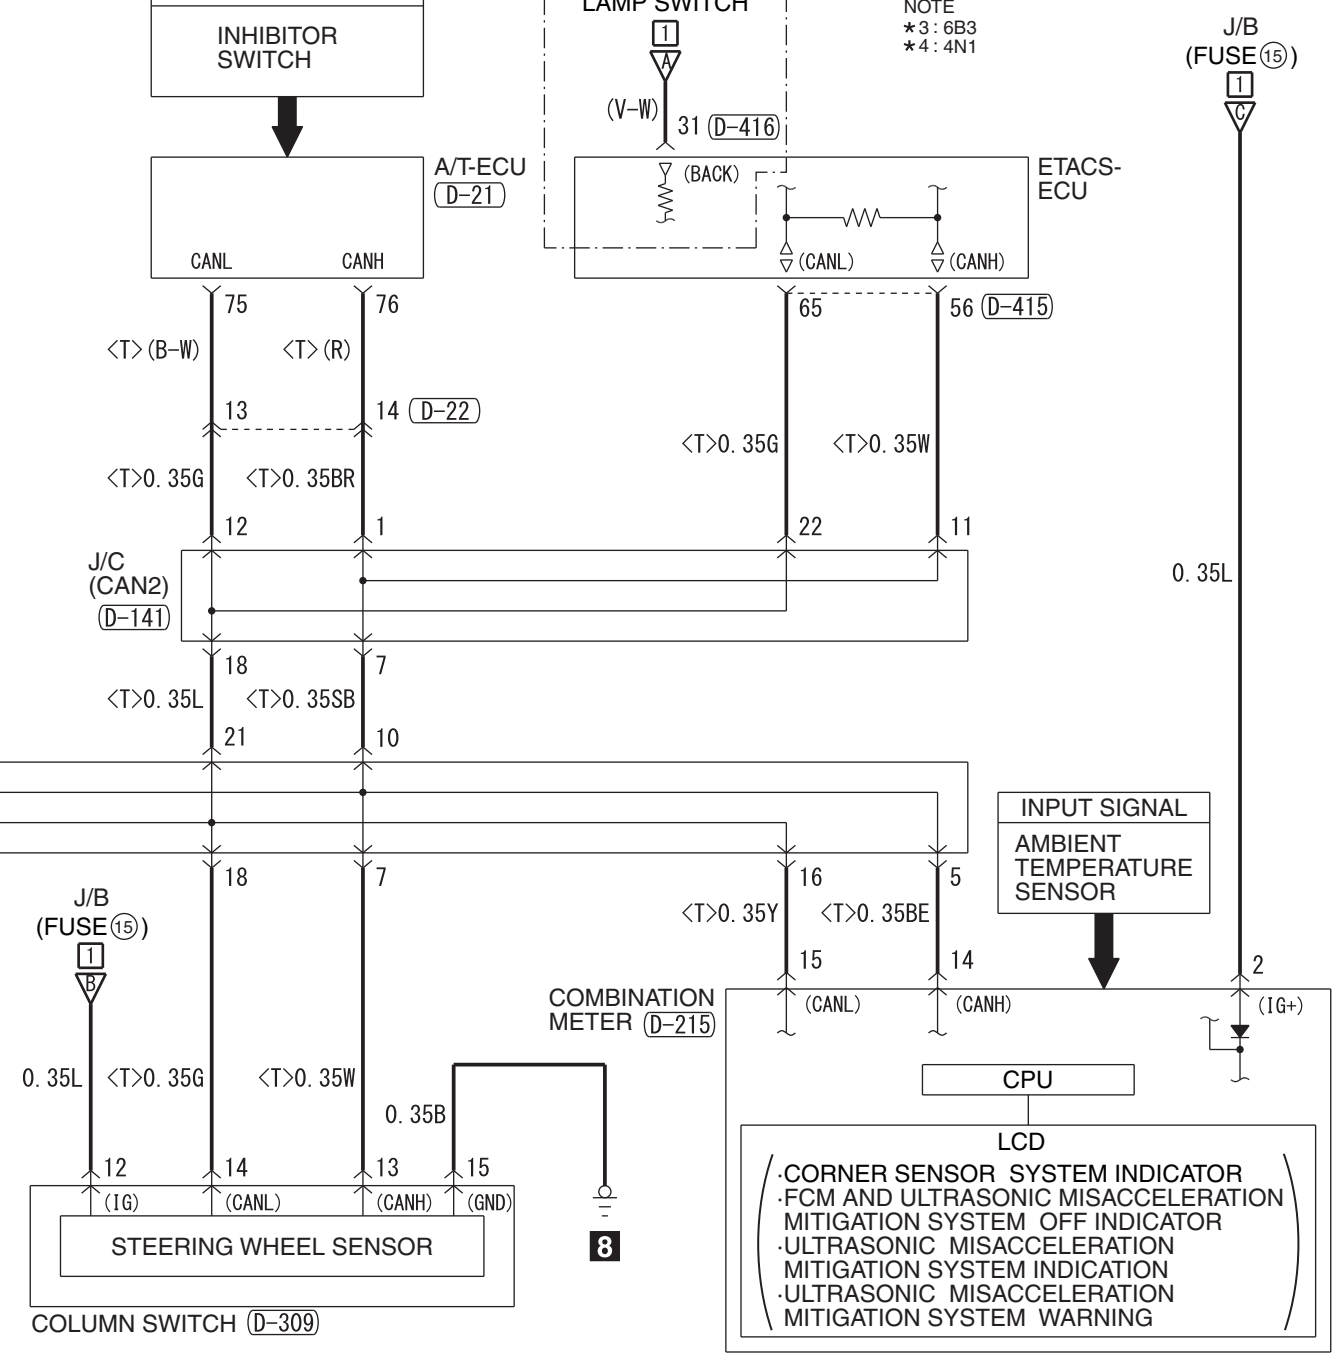 INHIBITOR
SWITCH
LAMP SWITCH
1
A
(V-W)
31 (D-416)
NOTE
*3 : 6B3
*4 : 4N1
J/B
(FUSE 15)
1
C
A/T-ECU
D-21
(BACK)
ETACS-
ECU
CANL
CANH
(CANL)
(CANH)
75
76
65
56 D-415
<T>(B-W)
<T>(R)
13
14 D-22
<T>0.35G
<T>0.35W
<T>0.35G
<T>0.35BR
12
1
22
11
J/C
(CAN2)
D-141
0.35L
18
7
<T>0.35L
<T>0.35SB
21
10
INPUT SIGNAL
AMBIENT
TEMPERATURE
SENSOR
18
7
16
5
J/B
(FUSE 15)
1
B
<T>0.35Y
<T>0.35BE
15
14
2
COMBINATION
METER D-215
(CANL)
(CANH)
(IG+)
0.35L
<T>0.35G
<T>0.35W
0.35B
CPU
LCD
·CORNER SENSOR SYSTEM INDICATOR
·FCM AND ULTRASONIC MISACCELERATION
MITIGATION SYSTEM OFF INDICATOR
·ULTRASONIC MISACCELERATION
MITIGATION SYSTEM INDICATION
·ULTRASONIC MISACCELERATION
MITIGATION SYSTEM WARNING
12
14
13
15
(IG)
(CANL)
(CANH)
(GND)
8
STEERING WHEEL SENSOR
COLUMN SWITCH D-309